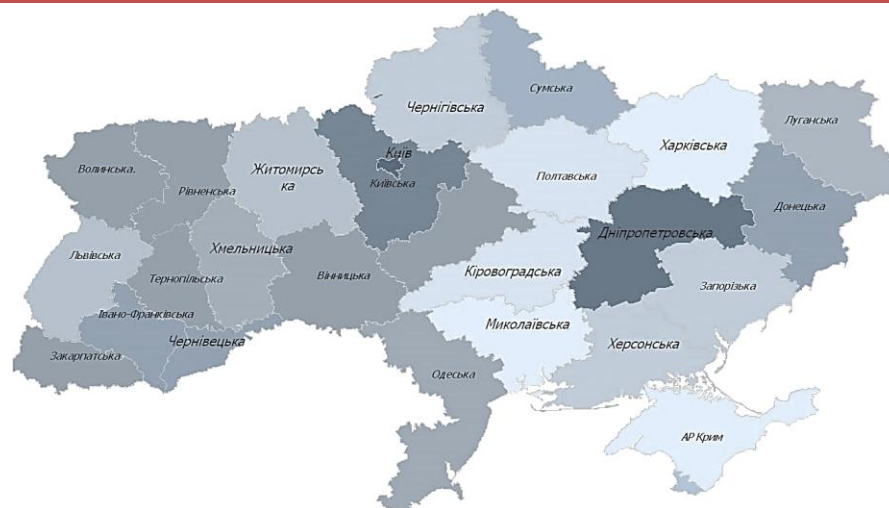 Чернігівська
Сумська
Луганська
Харківська
Київ
Волинська.
Рівненська
Житомирсь
ка
Київська
Полтавська
Донецька
Дніпропетровська.
Львівська
Хмельницька
Тернопільська
Вінницька
Кіровоградська
Запорізька
Івано-Франківська
Чернівецька
Миколаївська
Херсонська
Закарпатська
Одеська
АР Крим